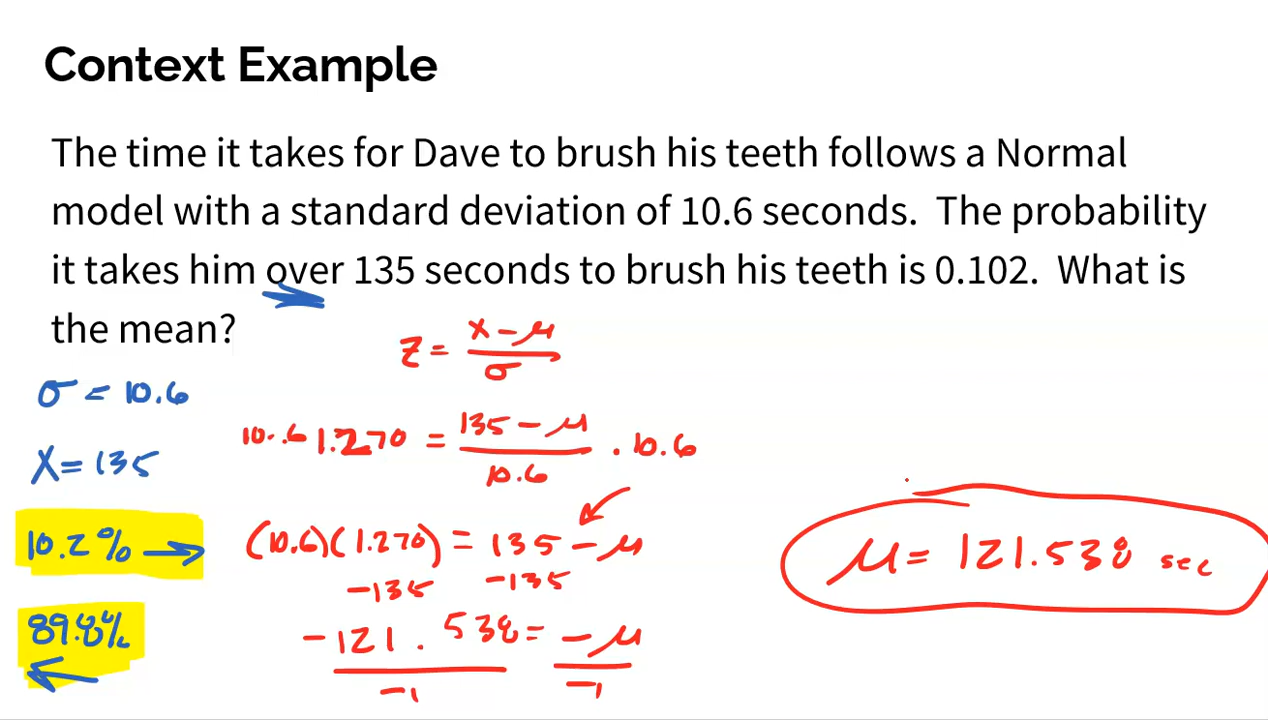 Context Example
The time it takes for Dave to brush his teeth follows a Normal
model with a standard deviation of 10.6 seconds. The probability
it takes him over 135 seconds to brush his teeth is 0.102. What is
the mean?
z = x - μ
σ
σ = 10.6
10.6 1.270 = 135 - μ · 10.6
10.6
x = 135
10.2% →
(10.6)(1.270) = 135 - μ
-135 -135
μ = 121.538 sec
89.8%
←
-121.538 = -μ
-1 -1